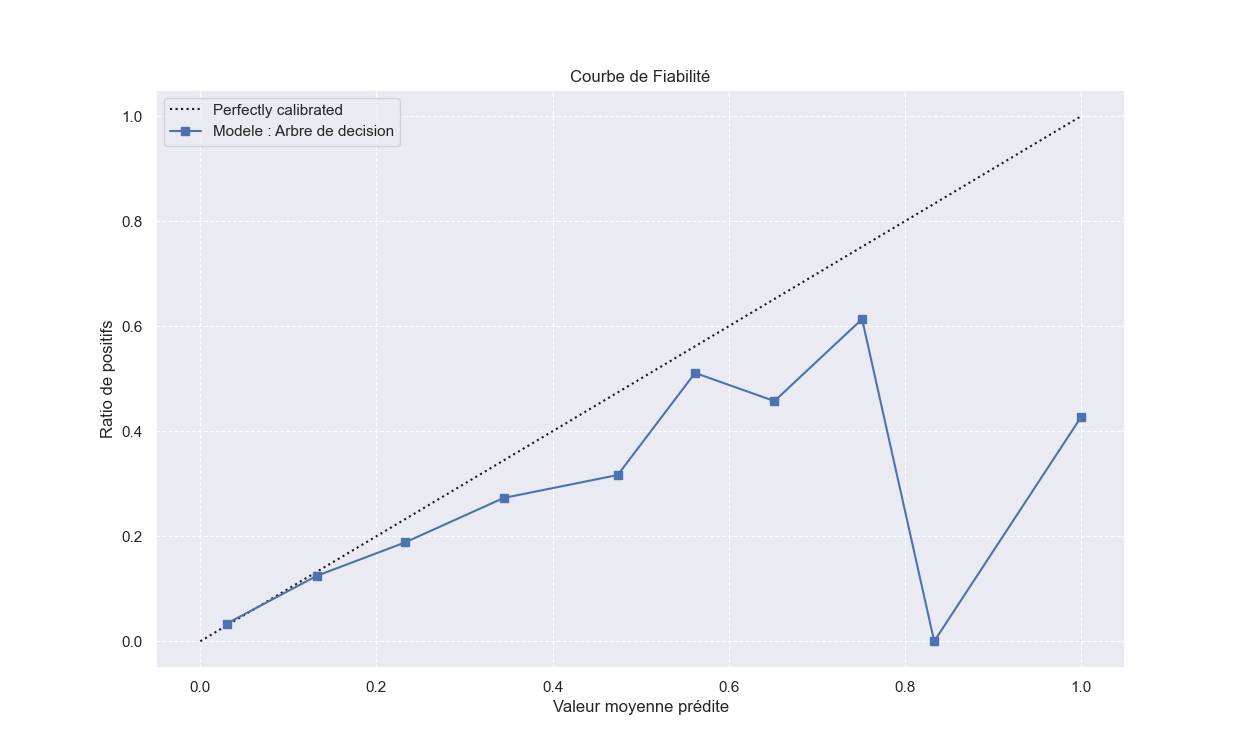 Courbe de Fiabilité
Perfectly calibrated
Modele : Arbre de decision
1.0
0.8
0.6
0.4
0.2
0.0
Ratio de positifs
0.0 0.2 0.4 0.6 0.8 1.0
Valeur moyenne prédite